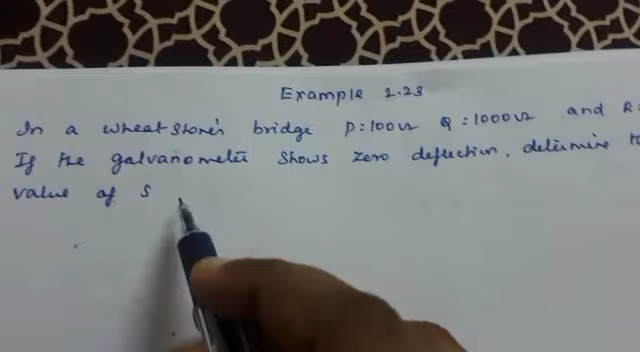 Example 2.23
In a wheatstone's bridge P=100Ω Q=1000Ω and R=
If the galvanometer shows zero deflection, determine
value of S